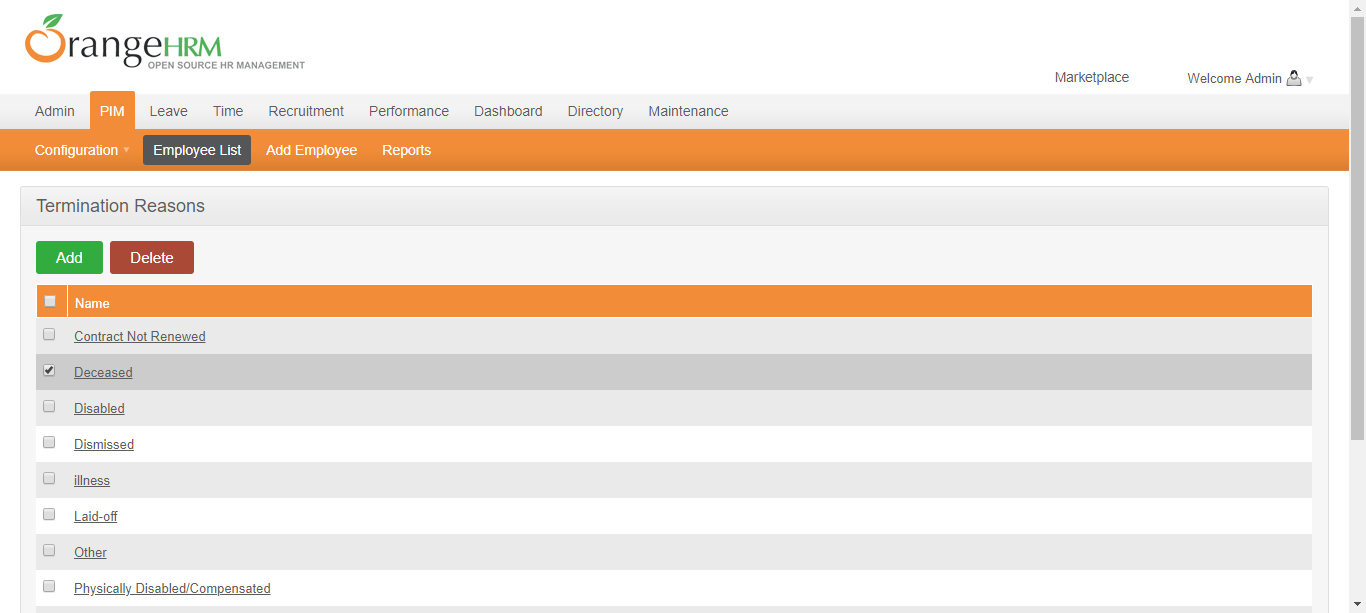 OrangeHRM
OPEN SOURCE HR MANAGEMENT
Marketplace Welcome Admin
Admin PIM Leave Time Recruitment Performance Dashboard Directory Maintenance
Configuration Employee List Add Employee Reports
Termination Reasons
Add Delete
Name
Contract Not Renewed
Deceased
Disabled
Dismissed
illness
Laid-off
Other
Physically Disabled/Compensated